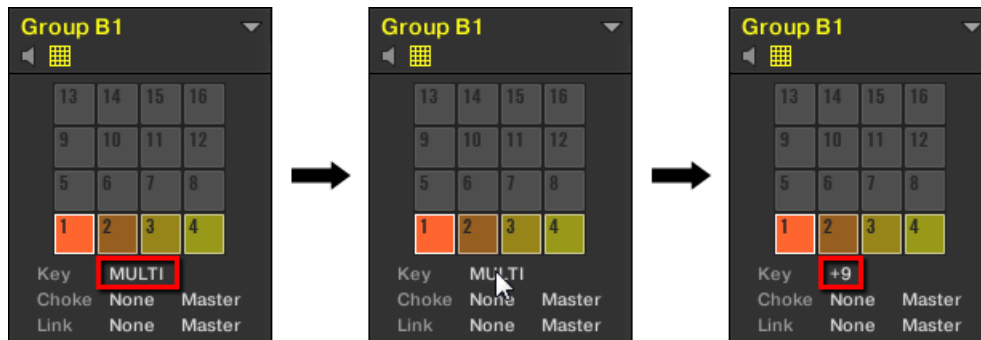 Group B1
13 14 15 16
9 10 11 12
5 6 7 8
1 2 3 4
Key MULTI
Choke None Master
Link None Master
Group B1
13 14 15 16
9 10 11 12
5 6 7 8
1 2 3 4
Key MULTI
Choke None Master
Link None Master
Group B1
13 14 15 16
9 10 11 12
5 6 7 8
1 2 3 4
Key +9
Choke None Master
Link None Master